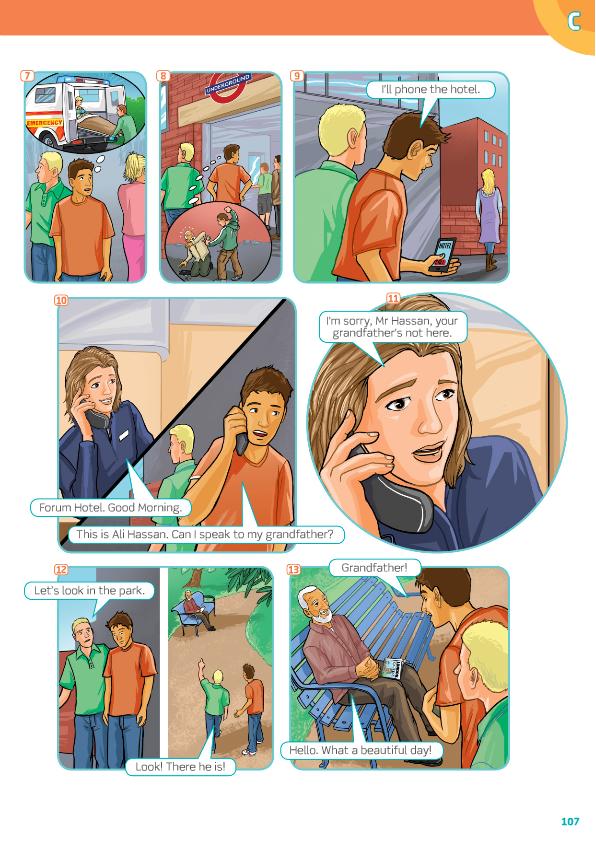 C
7
EMERGENCY
8
UNDERGROUND
9
I'll phone the hotel.
HOTEL
10
Forum Hotel. Good Morning.
This is Ali Hassan. Can I speak to my grandfather?
11
I'm sorry, Mr Hassan, your
grandfather's not here.
12
Let's look in the park.
Look! There he is!
13
Grandfather!
Hello. What a beautiful day!
107